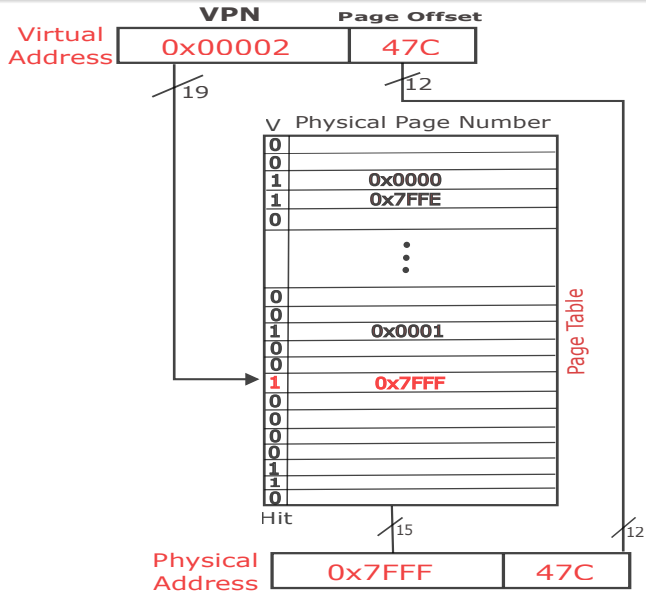 VPN Page Offset
Virtual Address 0x00002 47C
19 12
V Physical Page Number
0
0
1 0x0000
1 0x7FFE
0
0
0
1 0x0001
0
0
1 0x7FFF
0
0
0
0
1
1
0
Page Table
Hit
15 12
Physical Address 0x7FFF 47C